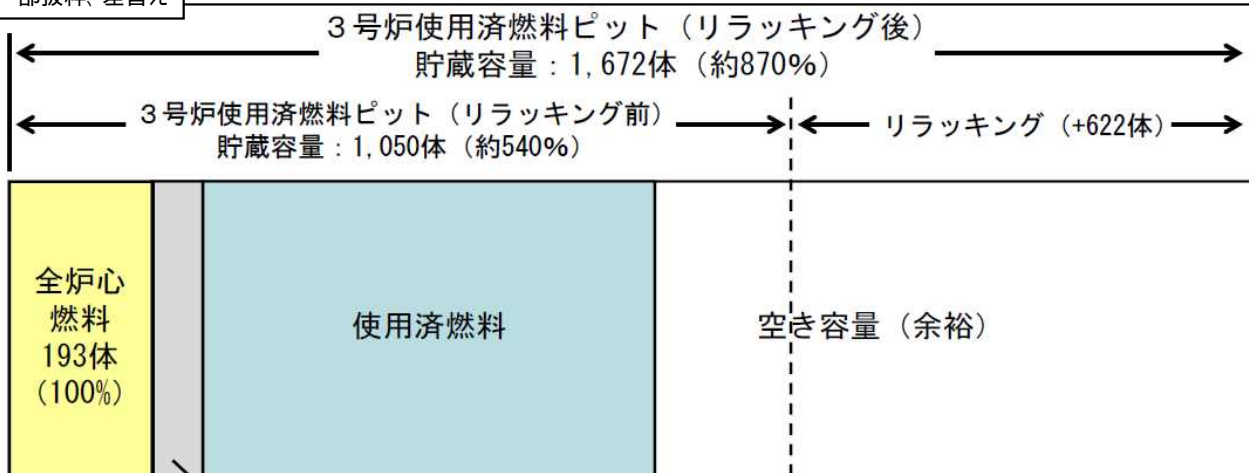 ３号炉使用済燃料ピット（リラッキング後）
貯蔵容量：1,672体（約870%）
３号炉使用済燃料ピット（リラッキング前）
貯蔵容量：1,050体（約540%）
リラッキング（+622体）
全炉心
燃料
193体
（100%）
使用済燃料
空き容量（余裕）